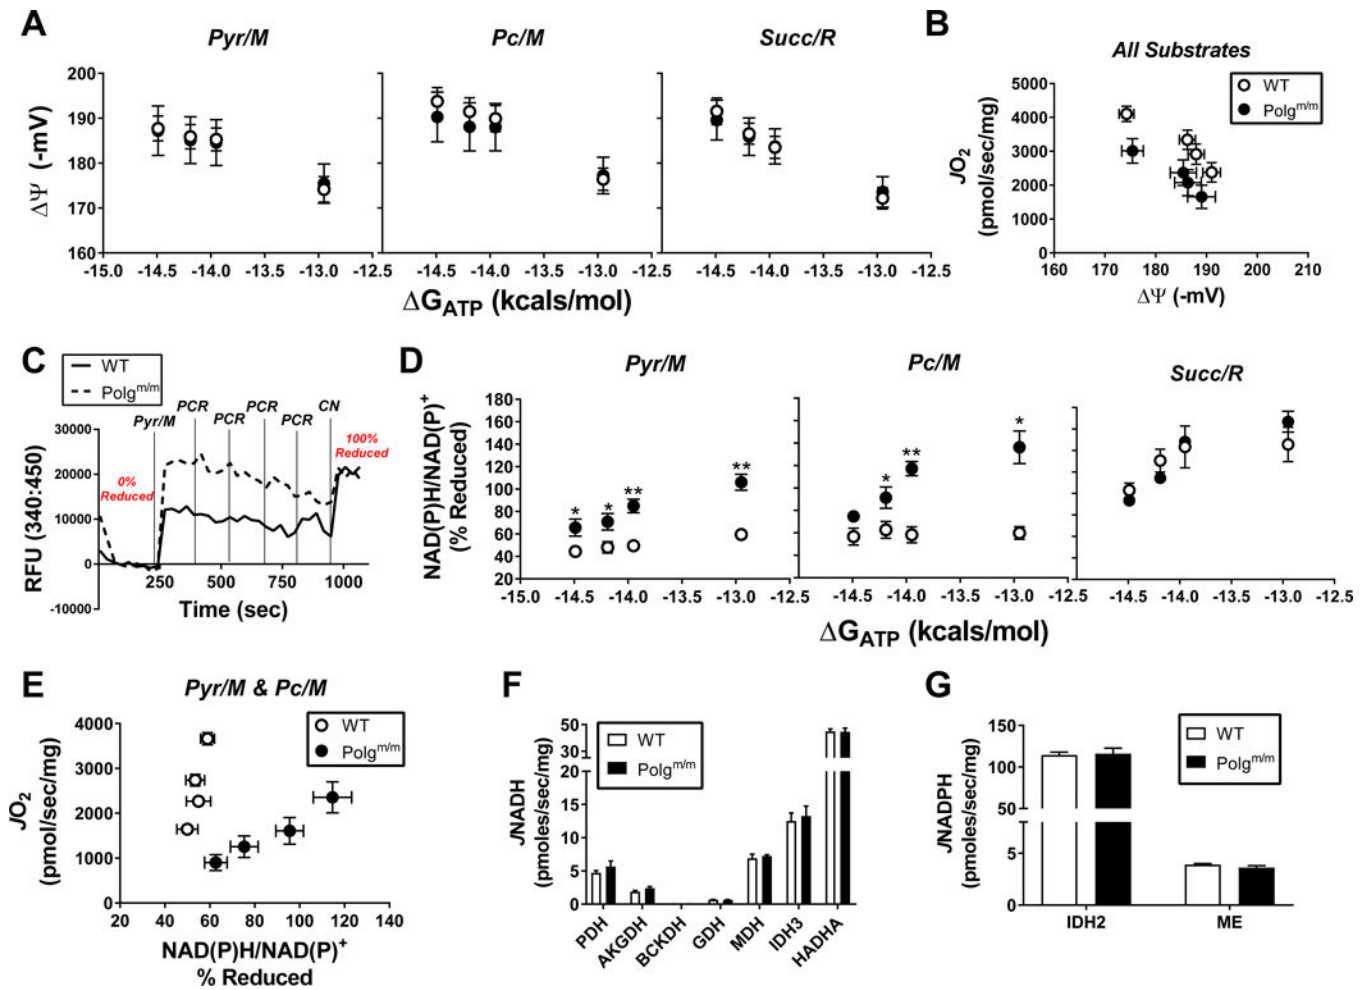 A
Pyr/M
Pc/M
Succ/R
ΔΨ (-mV)
200
190
180
170
160
-15.0 -14.5 -14.0 -13.5 -13.0 -12.5
-14.5 -14.0 -13.5 -13.0 -12.5
-14.5 -14.0 -13.5 -13.0 -12.5
ΔG_ATP (kcals/mol)
B
All Substrates
WT
Polg^m/m
JO₂
(pmol/sec/mg)
5000
4000
3000
2000
1000
0
160 170 180 190 200 210
ΔΨ (-mV)
C
WT
Polg^m/m
Pyr/M
PCR
PCR
PCR
PCR
CN
0%
Reduced
100%
Reduced
RFU (340:450)
30000
20000
10000
0
-10000
250 500 750 1000
Time (sec)
D
Pyr/M
Pc/M
Succ/R
NAD(P)H/NAD(P)⁺
(% Reduced)
180
160
140
120
100
80
60
40
20
* * ** **
* ** *
-15.0 -14.5 -14.0 -13.5 -13.0 -12.5
-14.5 -14.0 -13.5 -13.0 -12.5
-14.5 -14.0 -13.5 -13.0 -12.5
ΔG_ATP (kcals/mol)
E
Pyr/M & Pc/M
WT
Polg^m/m
JO₂
(pmol/sec/mg)
4000
3000
2000
1000
0
20 40 60 80 100 120 140
NAD(P)H/NAD(P)⁺
% Reduced
F
WT
Polg^m/m
JNADH
(pmoles/sec/mg)
50
30
20
15
10
5
0
PDH
AKGDH
BCKDH
GDH
MDH
IDH3
HADHA
G
WT
Polg^m/m
JNADPH
(pmoles/sec/mg)
150
100
50
5
0
IDH2
ME